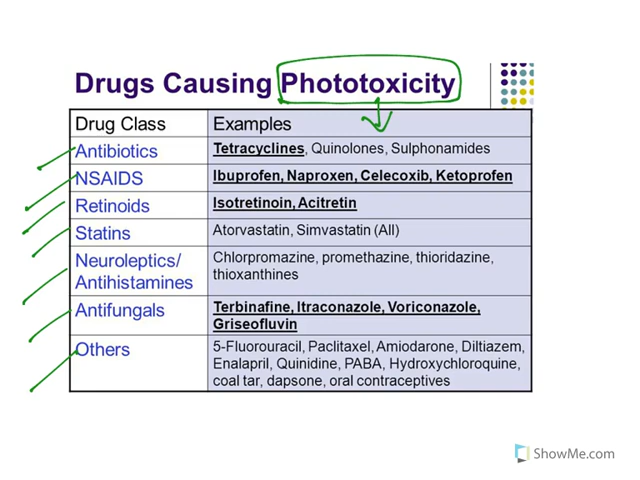 Drugs Causing Phototoxicity
Drug Class Examples
Antibiotics Tetracyclines, Quinolones, Sulphonamides
NSAIDS Ibuprofen, Naproxen, Celecoxib, Ketoprofen
Retinoids Isotretinoin, Acitretin
Statins Atorvastatin, Simvastatin (All)
Neuroleptics/
Antihistamines
Chlorpromazine, promethazine, thioridazine,
thioxanthines
Antifungals Terbinafine, Itraconazole, Voriconazole,
Griseofluvin
Others 5-Fluorouracil, Paclitaxel, Amiodarone, Diltiazem,
Enalapril, Quinidine, PABA, Hydroxychloroquine,
coal tar, dapsone, oral contraceptives
ShowMe.com